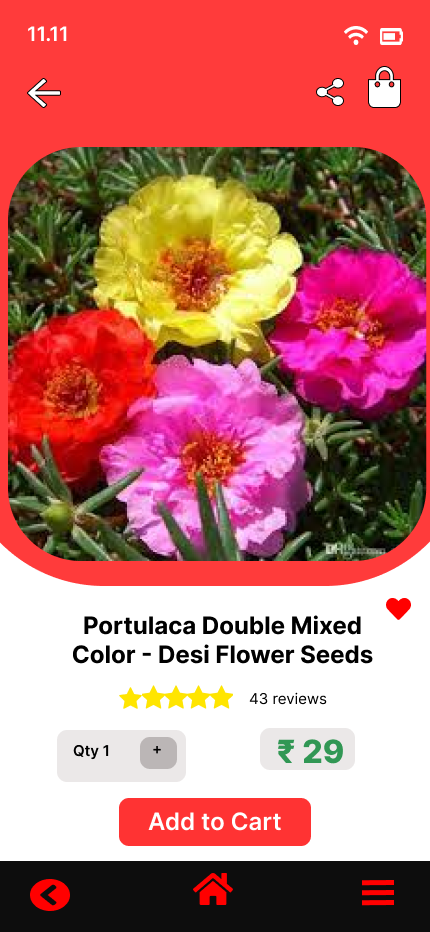 11.11
Portulaca Double Mixed
Color - Desi Flower Seeds
43 reviews
Qty 1
+
₹ 29
Add to Cart